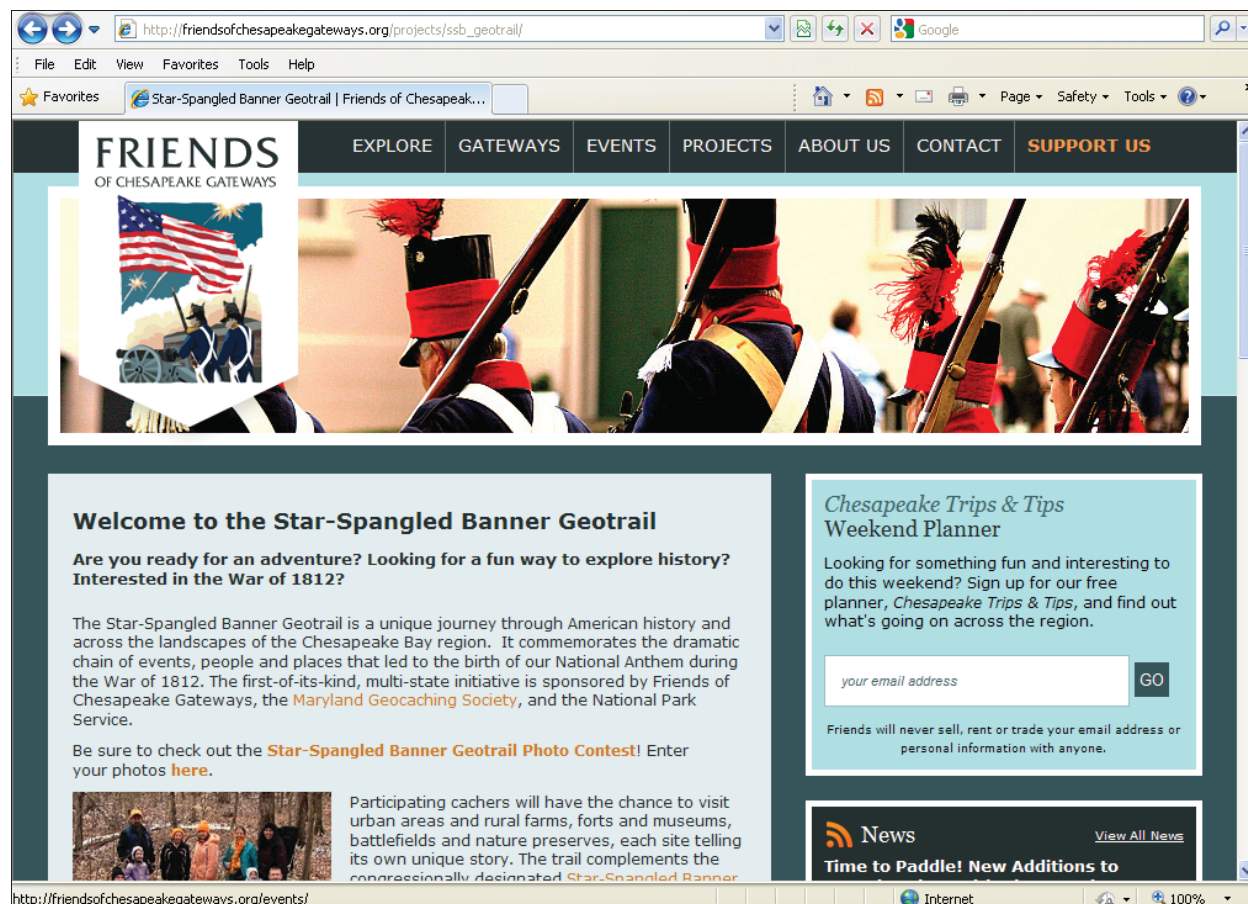 http://friendsofchesapeakegateways.org/projects/ssb_geotrail/
Google
File Edit View Favorites Tools Help
Favorites
Star-Spangled Banner Geotrail | Friends of Chesapeak...
Page Safety Tools
FRIENDS
OF CHESAPEAKE GATEWAYS
EXPLORE GATEWAYS EVENTS PROJECTS ABOUT US CONTACT SUPPORT US
Welcome to the Star-Spangled Banner Geotrail
Are you ready for an adventure? Looking for a fun way to explore history?
Interested in the War of 1812?
The Star-Spangled Banner Geotrail is a unique journey through American history and
across the landscapes of the Chesapeake Bay region. It commemorates the dramatic
chain of events, people and places that led to the birth of our National Anthem during
the War of 1812. The first-of-its-kind, multi-state initiative is sponsored by Friends of
Chesapeake Gateways, the Maryland Geocaching Society, and the National Park
Service.
Be sure to check out the Star-Spangled Banner Geotrail Photo Contest! Enter
your photos here.
Participating cachers will have the chance to visit
urban areas and rural farms, forts and museums,
battlefields and nature preserves, each site telling
its own unique story. The trail complements the
congressionally designated Star-Spangled Banner
Chesapeake Trips & Tips
Weekend Planner
Looking for something fun and interesting to
do this weekend? Sign up for our free
planner, Chesapeake Trips & Tips, and find out
what's going on across the region.
your email address
GO
Friends will never sell, rent or trade your email address or
personal information with anyone.
News
View All News
Time to Paddle! New Additions to
http://friendsofchesapeakegateways.org/events/
Internet
100%